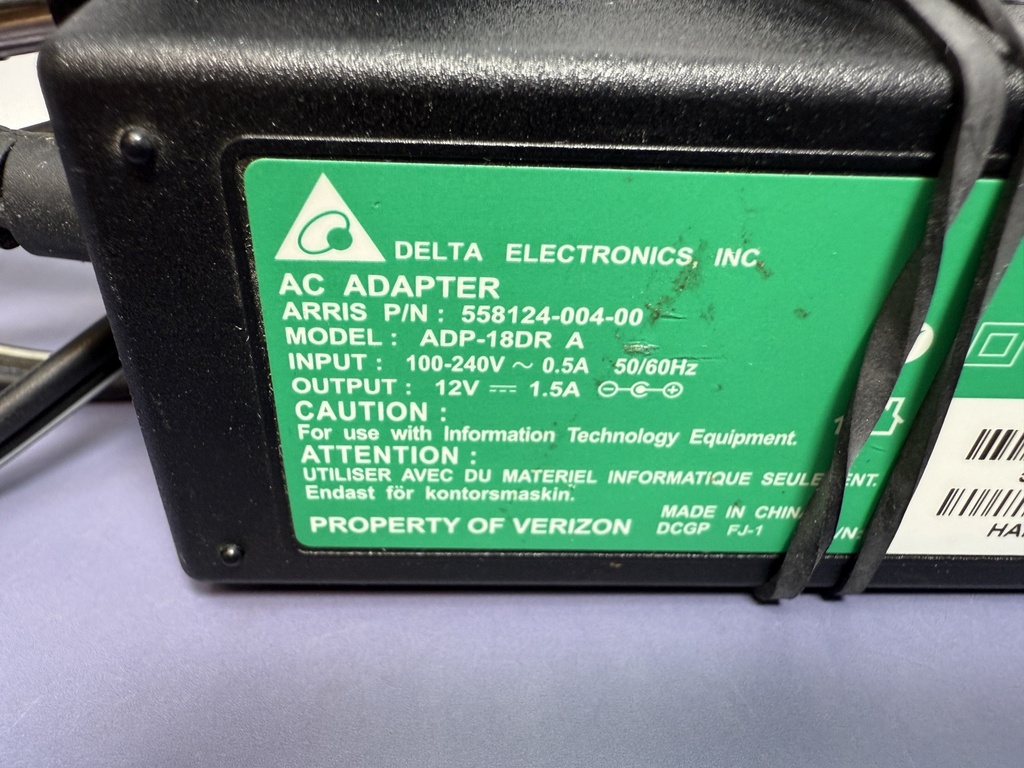 DELTA ELECTRONICS, INC.
AC ADAPTER
ARRIS P/N : 558124-004-00
MODEL : ADP-18DR A
INPUT : 100-240V ~ 0.5A 50/60Hz
OUTPUT : 12V ⎓ 1.5A
CAUTION :
For use with Information Technology Equipment.
ATTENTION :
UTILISER AVEC DU MATERIEL INFORMATIQUE
Endast för kontorsmaskin.
MADE IN
PROPERTY OF VERIZON
DCGP FJ-1